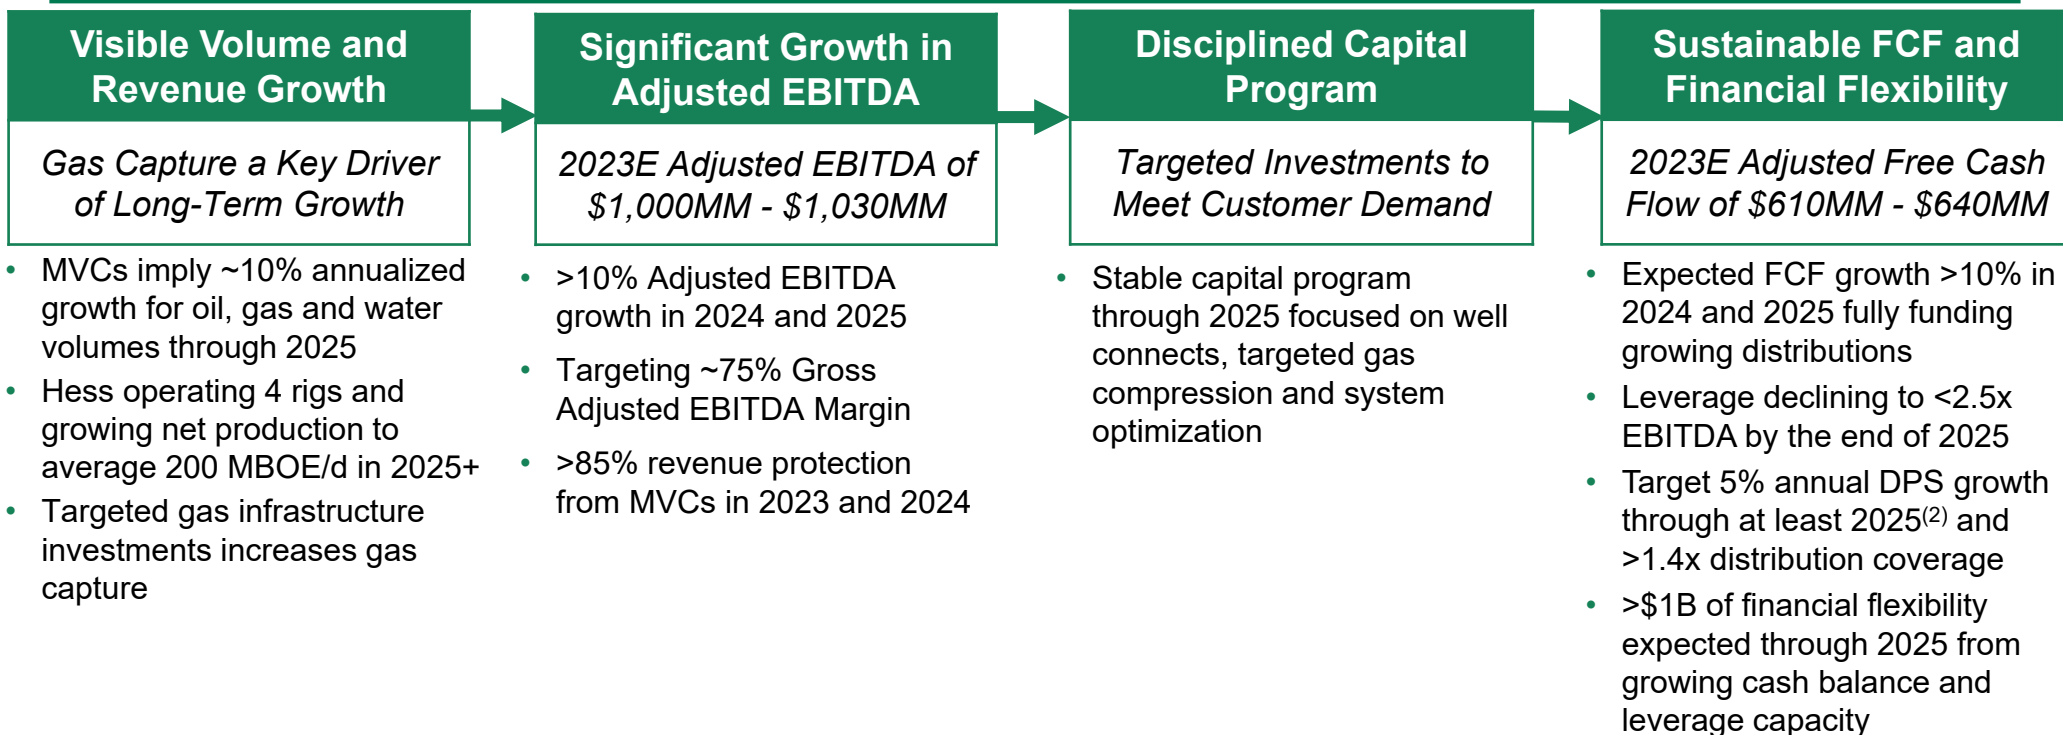 Visible Volume and
Revenue Growth
Gas Capture a Key Driver
of Long-Term Growth
• MVCs imply ~10% annualized
growth for oil, gas and water
volumes through 2025
• Hess operating 4 rigs and
growing net production to
average 200 MBOE/d in 2025+
• Targeted gas infrastructure
investments increases gas
capture
Significant Growth in
Adjusted EBITDA
2023E Adjusted EBITDA of
$1,000MM - $1,030MM
• >10% Adjusted EBITDA
growth in 2024 and 2025
• Targeting ~75% Gross
Adjusted EBITDA Margin
• >85% revenue protection
from MVCs in 2023 and 2024
Disciplined Capital
Program
Targeted Investments to
Meet Customer Demand
• Stable capital program
through 2025 focused on well
connects, targeted gas
compression and system
optimization
Sustainable FCF and
Financial Flexibility
2023E Adjusted Free Cash
Flow of $610MM - $640MM
• Expected FCF growth >10% in
2024 and 2025 fully funding
growing distributions
• Leverage declining to <2.5x
EBITDA by the end of 2025
• Target 5% annual DPS growth
through at least 2025(2) and
>1.4x distribution coverage
• >$1B of financial flexibility
expected through 2025 from
growing cash balance and
leverage capacity